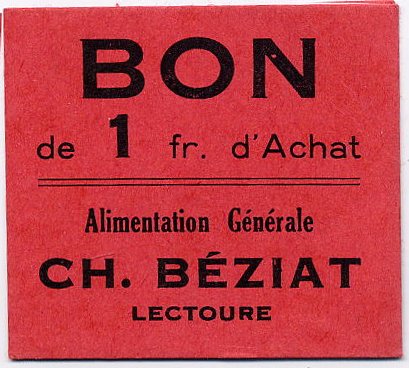 BON
de 1 fr. d'Achat
Alimentation Générale
CH. BÉZIAT
LECTOURE